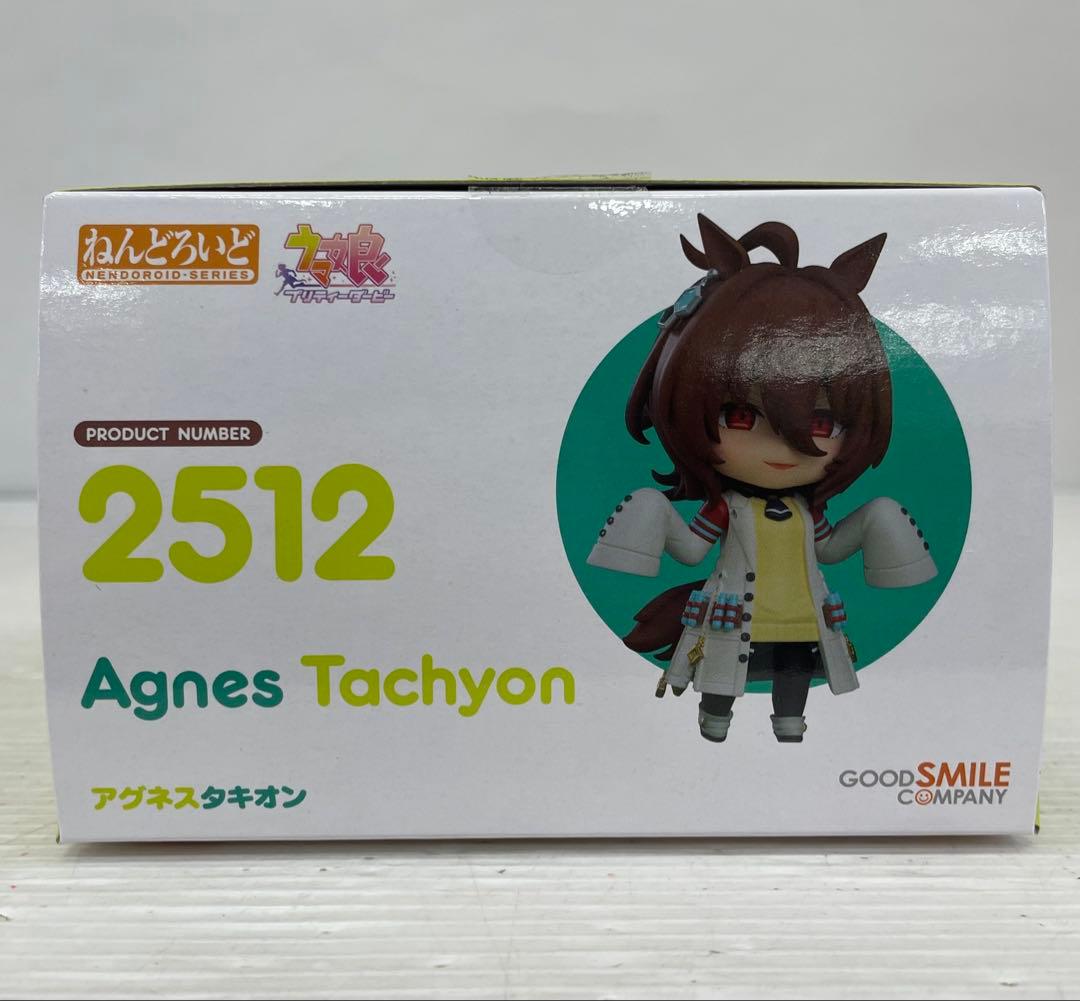 ねんどろいど
NENDOROID·SERIES
ウマ娘
プリティーダービー
PRODUCT NUMBER
2512
Agnes Tachyon
アグネスタキオン
GOOD SMILE
COMPANY